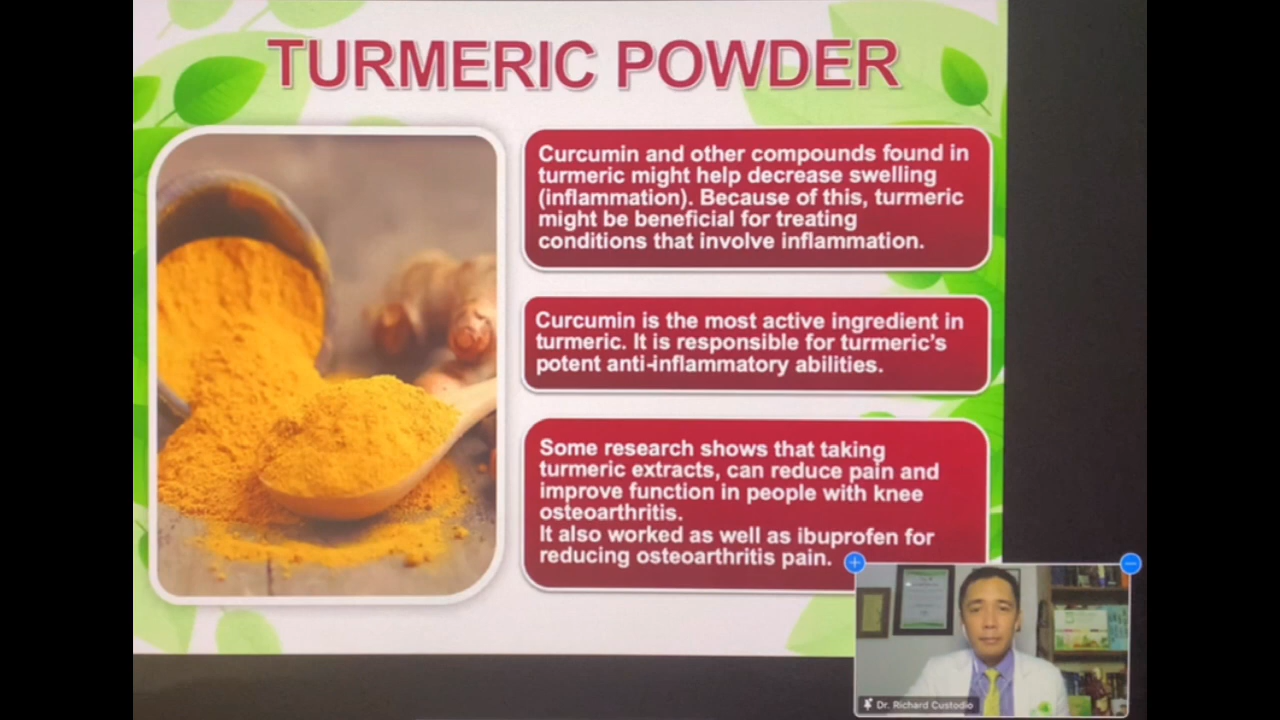 TURMERIC POWDER
Curcumin and other compounds found in
turmeric might help decrease swelling
(inflammation). Because of this, turmeric
might be beneficial for treating
conditions that involve inflammation.
Curcumin is the most active ingredient in
turmeric. It is responsible for turmeric's
potent anti-inflammatory abilities.
Some research shows that taking
turmeric extracts, can reduce pain and
improve function in people with knee
osteoarthritis.
It also worked as well as ibuprofen for
reducing osteoarthritis pain.
Dr. Richard Custodio